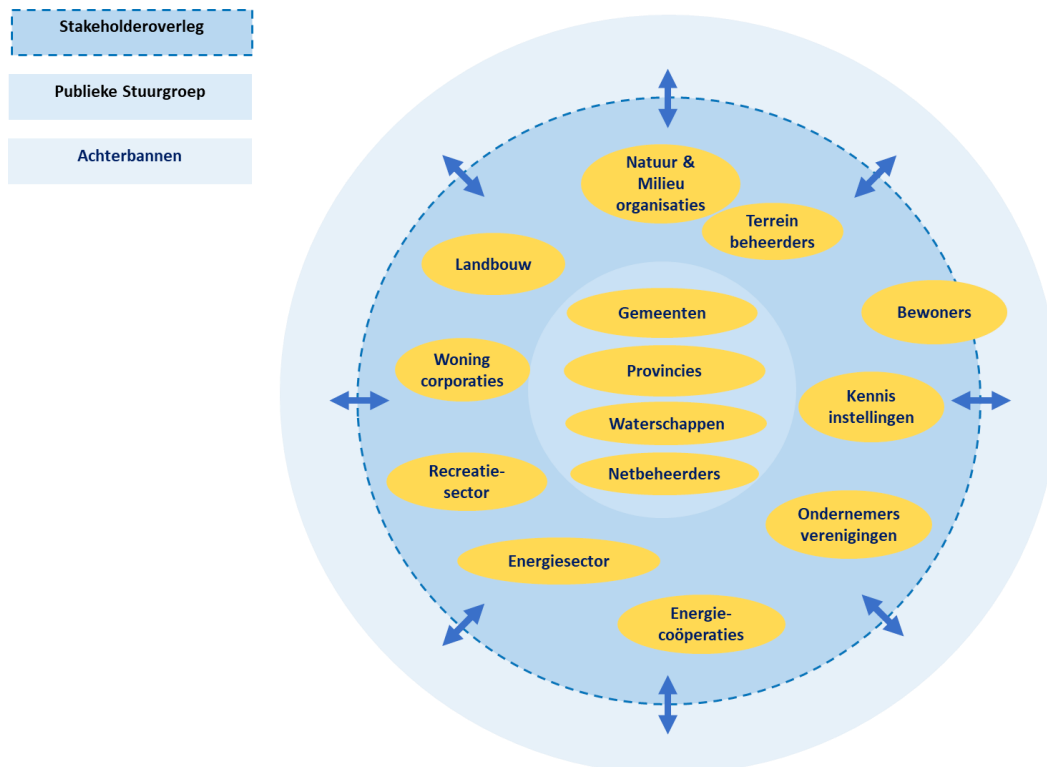 Stakeholderoverleg
Publieke Stuurgroep
Achterbannen
Natuur &
Milieu
organisaties
Terrein
beheerders
Landbouw
Bewoners
Gemeenten
Provincies
Waterschappen
Netbeheerders
Woning
corporaties
Kennis
instellingen
Recreatie-
sector
Ondernemers
verenigingen
Energiesector
Energie-
coöperaties